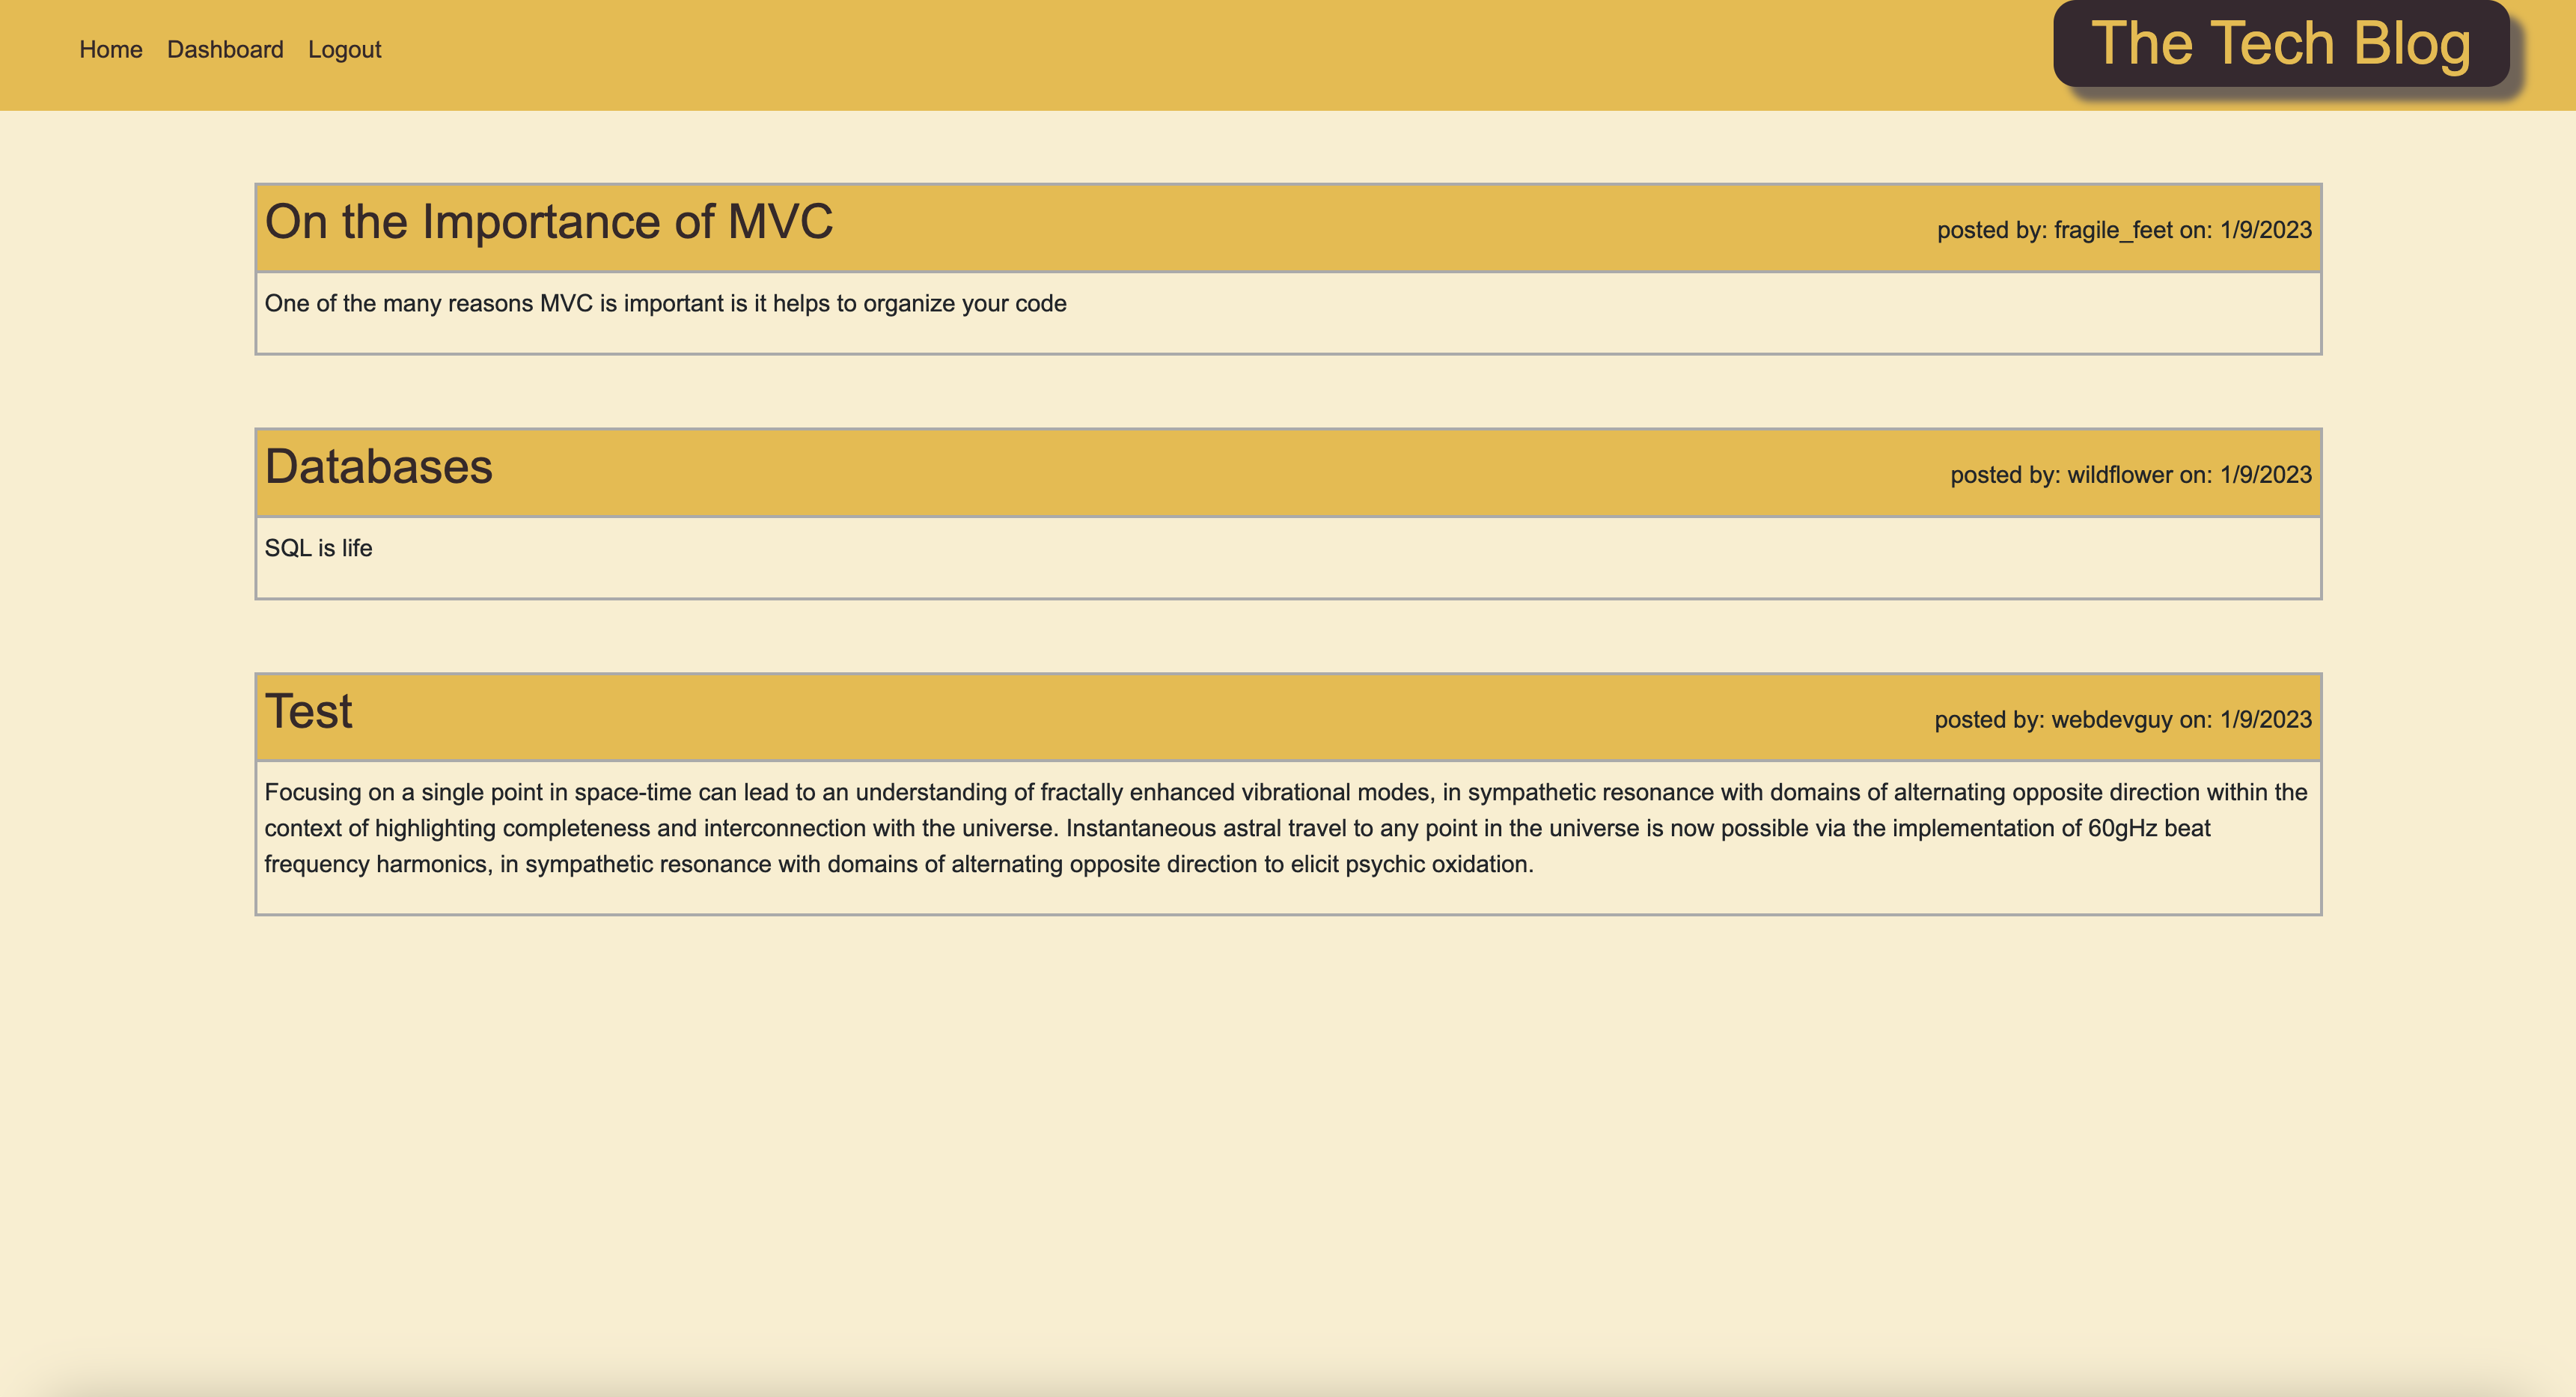 Home Dashboard Logout
The Tech Blog
On the Importance of MVC
posted by: fragile_feet on: 1/9/2023
One of the many reasons MVC is important is it helps to organize your code
Databases
posted by: wildflower on: 1/9/2023
SQL is life
Test
posted by: webdevguy on: 1/9/2023
Focusing on a single point in space-time can lead to an understanding of fractally enhanced vibrational modes, in sympathetic resonance with domains of alternating opposite direction within the
context of highlighting completeness and interconnection with the universe. Instantaneous astral travel to any point in the universe is now possible via the implementation of 60gHz beat
frequency harmonics, in sympathetic resonance with domains of alternating opposite direction to elicit psychic oxidation.